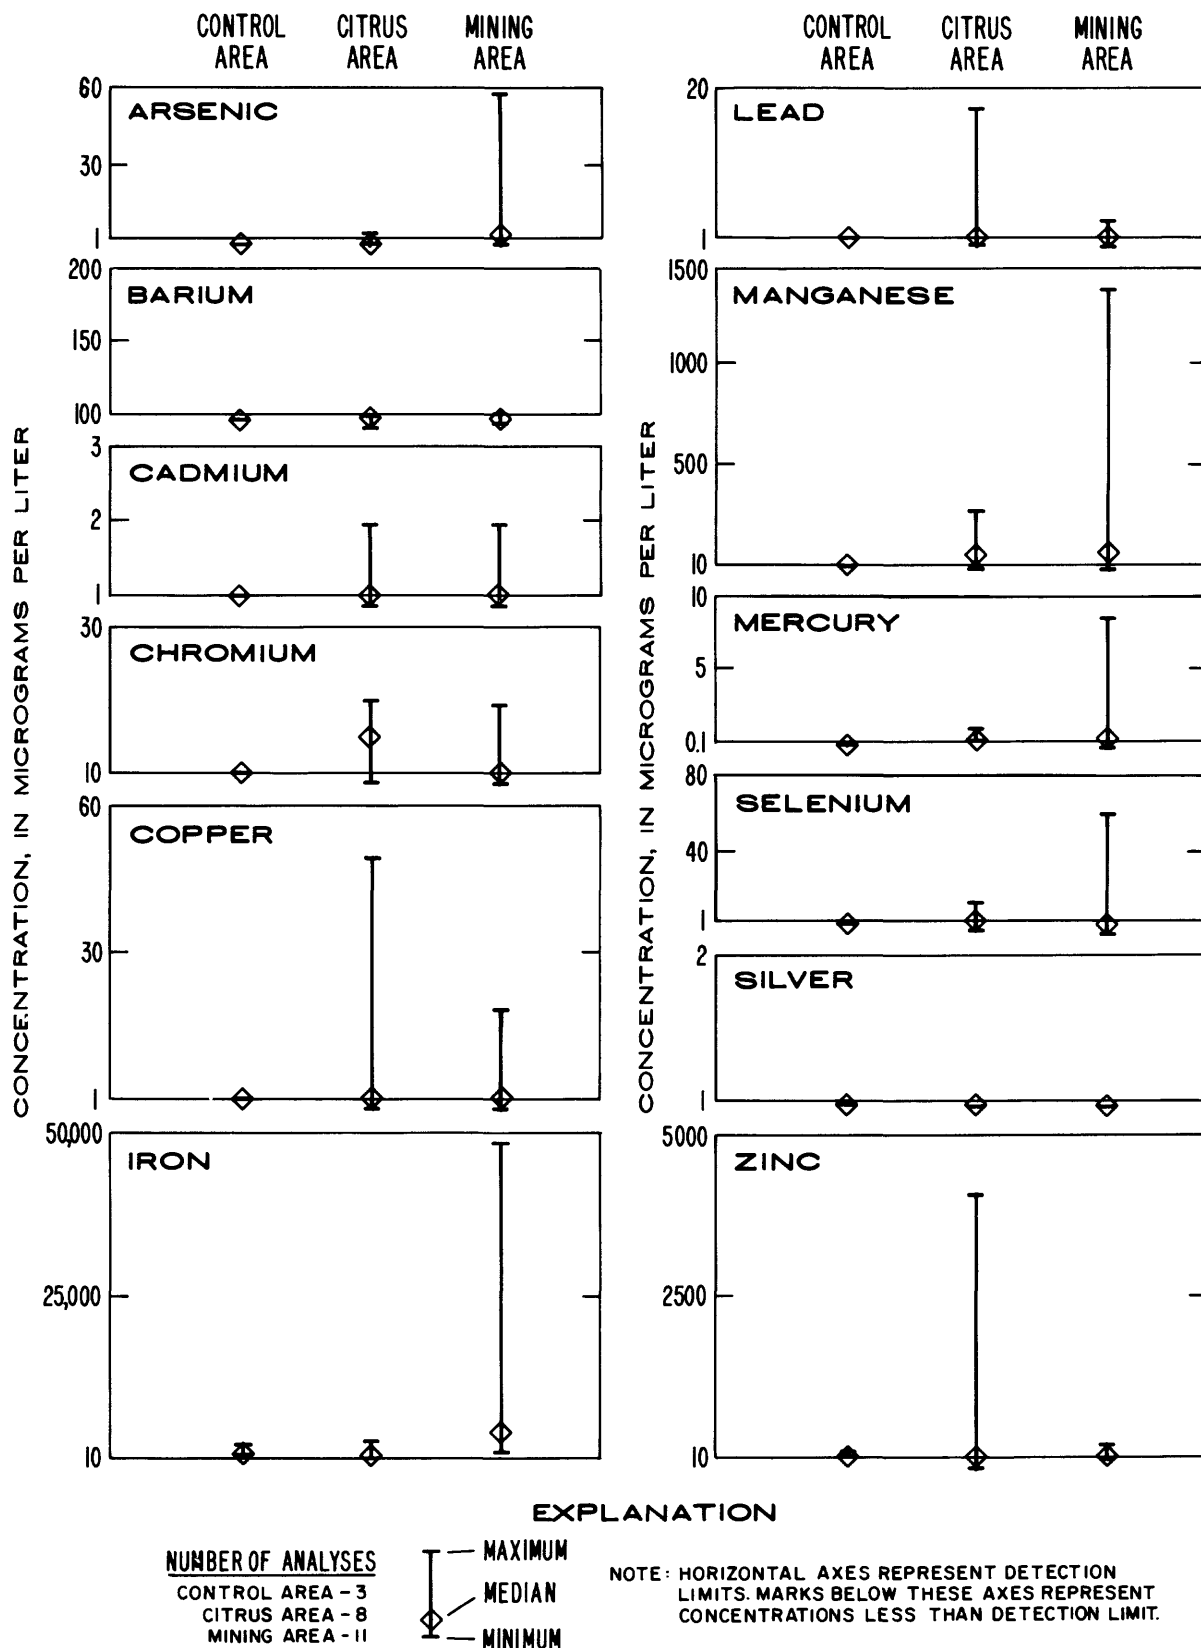 CONTROL AREA
CITRUS AREA
MINING AREA
CONTROL AREA
CITRUS AREA
MINING AREA
CONCENTRATION, IN MICROGRAMS PER LITER
60
ARSENIC
30
1
200
BARIUM
150
100
3
CADMIUM
2
1
30
CHROMIUM
10
60
COPPER
30
1
50,000
IRON
25,000
10
CONCENTRATION, IN MICROGRAMS PER LITER
20
LEAD
1
1500
MANGANESE
1000
500
10
10
MERCURY
5
0.1
80
SELENIUM
40
1
2
SILVER
1
5000
ZINC
2500
10
EXPLANATION
NUMBER OF ANALYSES
CONTROL AREA - 3
CITRUS AREA - 8
MINING AREA - 11
MAXIMUM
MEDIAN
MINIMUM
NOTE: HORIZONTAL AXES REPRESENT DETECTION
LIMITS. MARKS BELOW THESE AXES REPRESENT
CONCENTRATIONS LESS THAN DETECTION LIMIT.